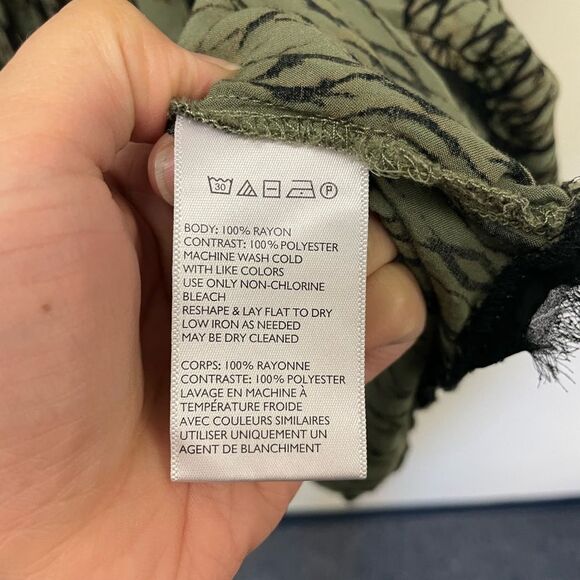 30 P
BODY: 100% RAYON
CONTRAST: 100% POLYESTER
MACHINE WASH COLD
WITH LIKE COLORS
USE ONLY NON-CHLORINE
BLEACH
RESHAPE & LAY FLAT TO DRY
LOW IRON AS NEEDED
MAY BE DRY CLEANED
CORPS: 100% RAYONNE
CONTRASTE: 100% POLYESTER
LAVAGE EN MACHINE À
TEMPÉRATURE FROIDE
AVEC COULEURS SIMILAIRES
UTILISER UNIQUEMENT UN
AGENT DE BLANCHIMENT